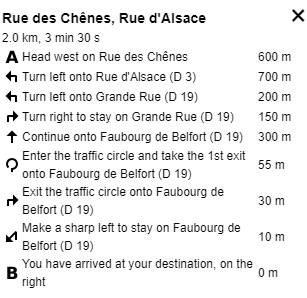 Rue des Chênes, Rue d'Alsace
2.0 km, 3 min 30 s
A Head west on Rue des Chênes 600 m
Turn left onto Rue d'Alsace (D 3) 700 m
Turn left onto Grande Rue (D 19) 200 m
Turn right to stay on Grande Rue (D 19) 150 m
Continue onto Faubourg de Belfort (D 19) 300 m
Enter the traffic circle and take the 1st exit
onto Faubourg de Belfort (D 19) 55 m
Exit the traffic circle onto Faubourg de
Belfort (D 19) 30 m
Make a sharp left to stay on Faubourg de
Belfort (D 19) 10 m
B You have arrived at your destination, on the
right 0 m